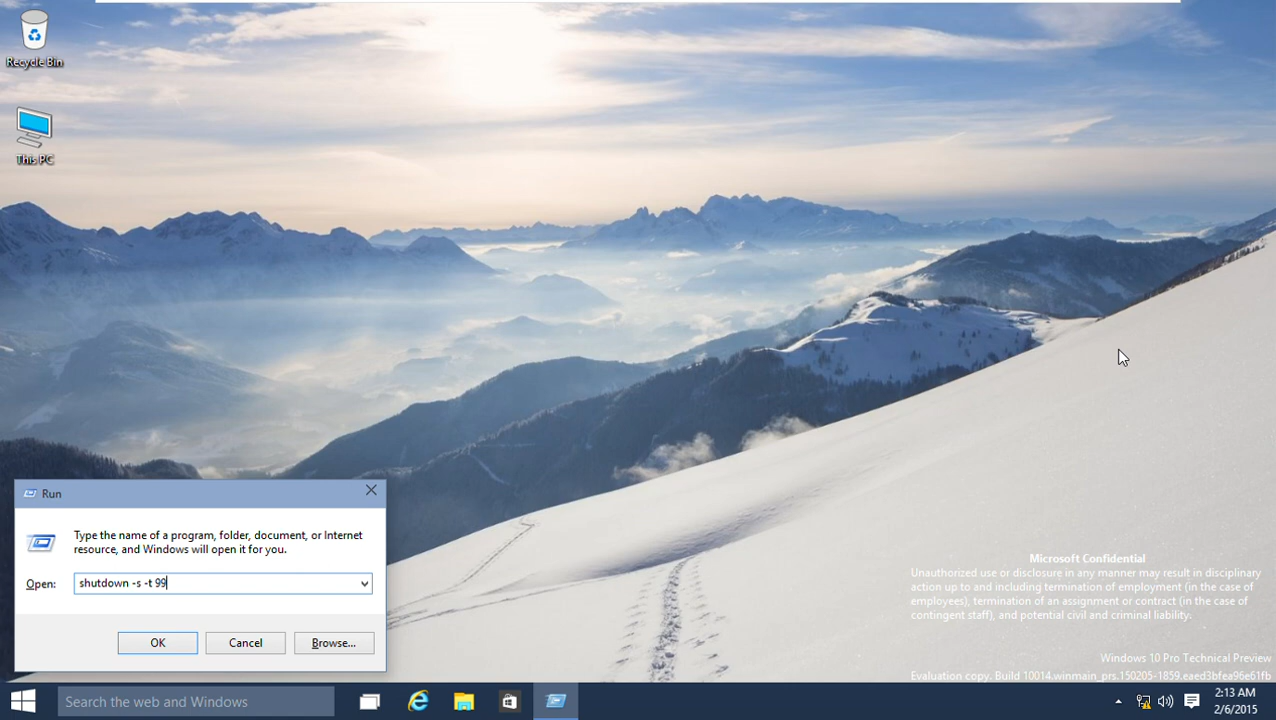 Recycle Bin
This PC
Run
Type the name of a program, folder, document, or Internet
resource, and Windows will open it for you.
Open:
shutdown -s -t 99
OK
Cancel
Browse...
Microsoft Confidential
Unauthorized use or disclosure in any manner may result in disciplinary
action up to and including termination of employment (in the case of
employees), termination of an assignment or contract (in the case of
contingent staff), and potential civil and criminal liability.
Windows 10 Pro Technical Preview
Evaluation copy. Build 10014.winmain_prs.150205-1859.eaed3bfea96e61fb
Search the web and Windows
2:13 AM
2/6/2015